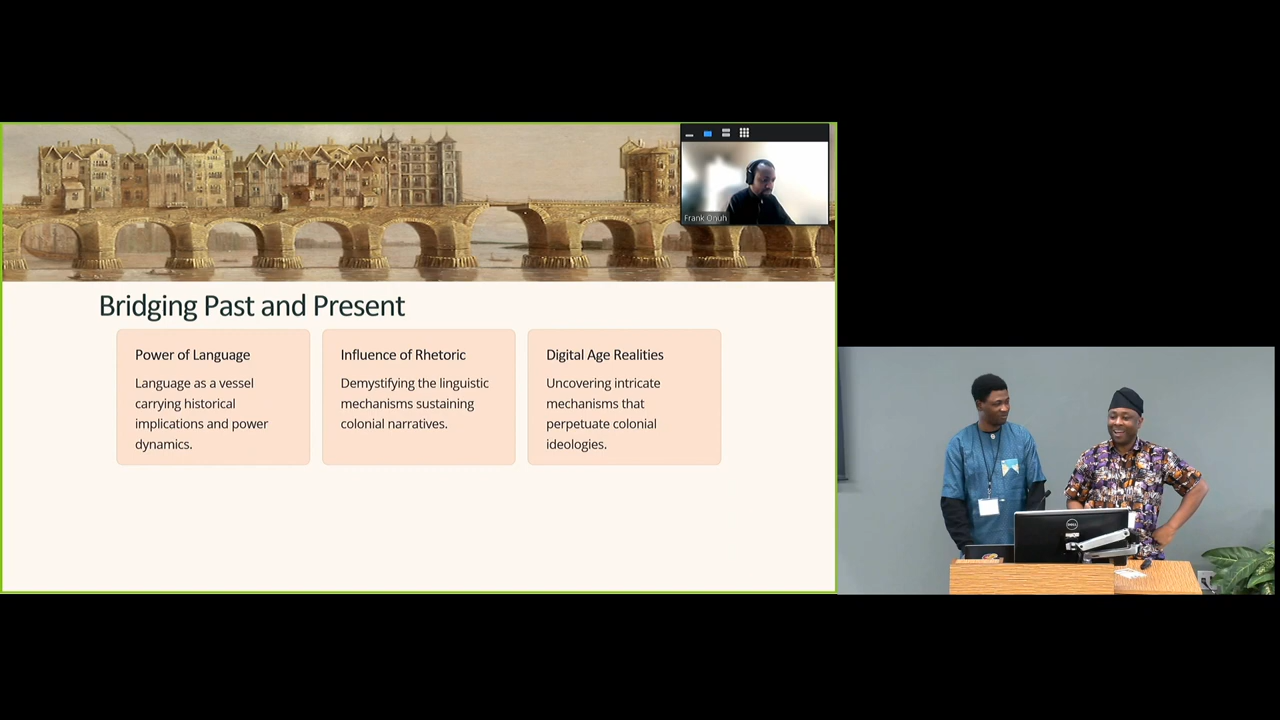 Frank Onuh
Bridging Past and Present
Power of Language
Language as a vessel
carrying historical
implications and power
dynamics.
Influence of Rhetoric
Demystifying the linguistic
mechanisms sustaining
colonial narratives.
Digital Age Realities
Uncovering intricate
mechanisms that
perpetuate colonial
ideologies.
DELL